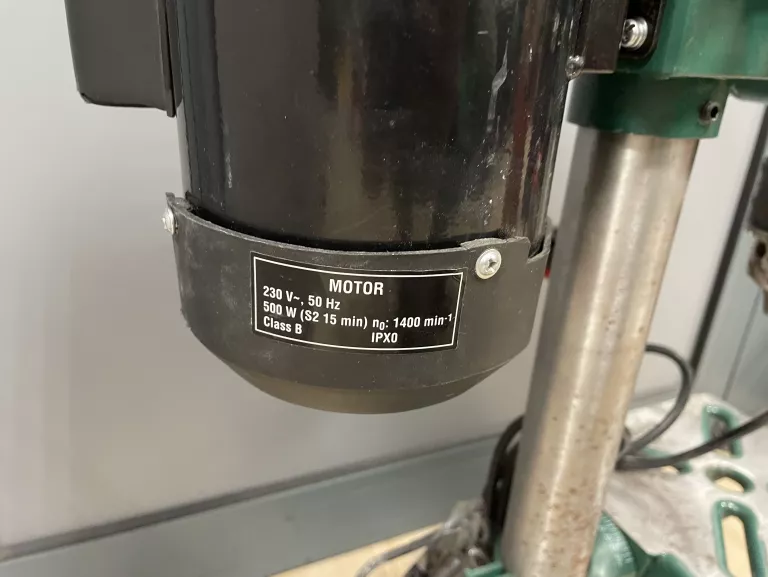 MOTOR
230 V~, 50 Hz
500 W (S2 15 min) n0: 1400 min-1
Class B IPX0